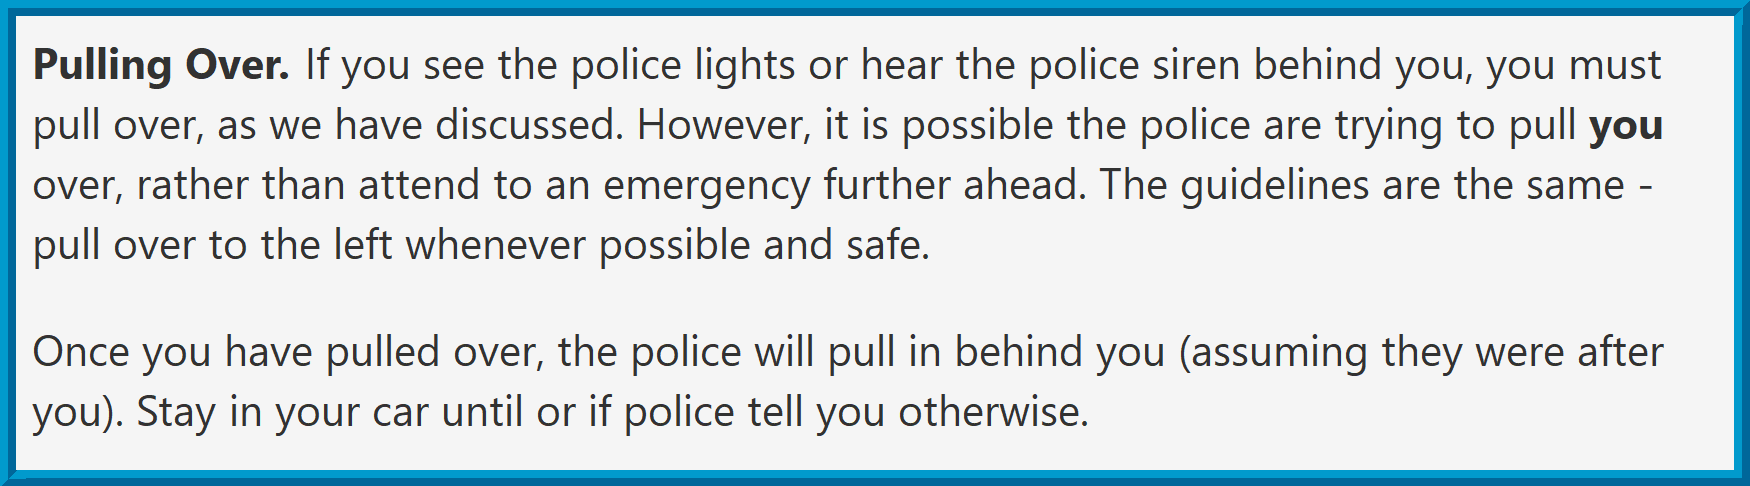 Pulling Over. If you see the police lights or hear the police siren behind you, you must
pull over, as we have discussed. However, it is possible the police are trying to pull you
over, rather than attend to an emergency further ahead. The guidelines are the same -
pull over to the left whenever possible and safe.
Once you have pulled over, the police will pull in behind you (assuming they were after
you). Stay in your car until or if police tell you otherwise.